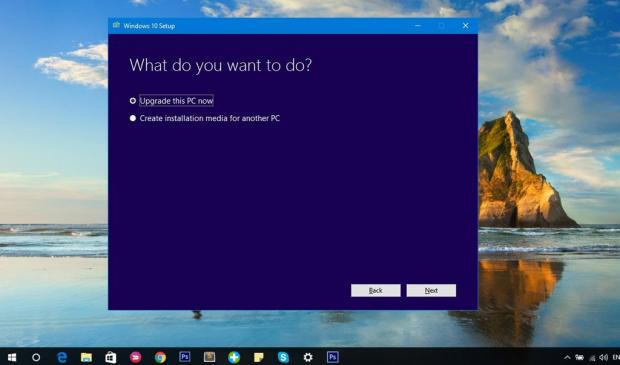 Windows 10 Setup
What do you want to do?
Upgrade this PC now
Create installation media for another PC
Back
Next
Ps
S
Ps
EN